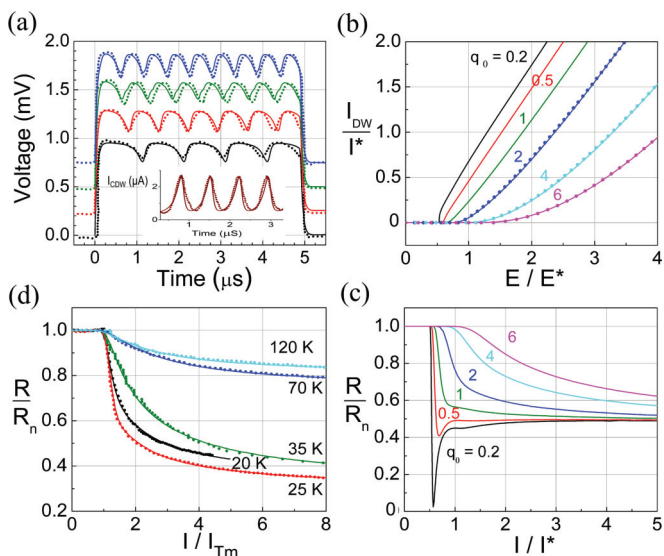 (a)
2.0
1.5
1.0
0.5
0.0
Voltage (mV)
I_CDW (μA)
2
0
1 2 3
Time (μS)
0 1 2 3 4 5
Time (μs)
(b)
2.0
1.5
1.0
0.5
0
I_DW
I*
q₀ = 0.2
0.5
1
2
4
6
0 1 2 3 4
E / E*
(d)
1.0
0.8
0.6
0.4
0.2
R
R_n
120 K
70 K
35 K
20 K
25 K
0 2 4 6 8
I / I_Tm
(c)
1.0
0.8
0.6
0.4
0.2
0.0
R
R_n
6
4
2
1
0.5
q₀ = 0.2
0 1 2 3 4 5
I / I*